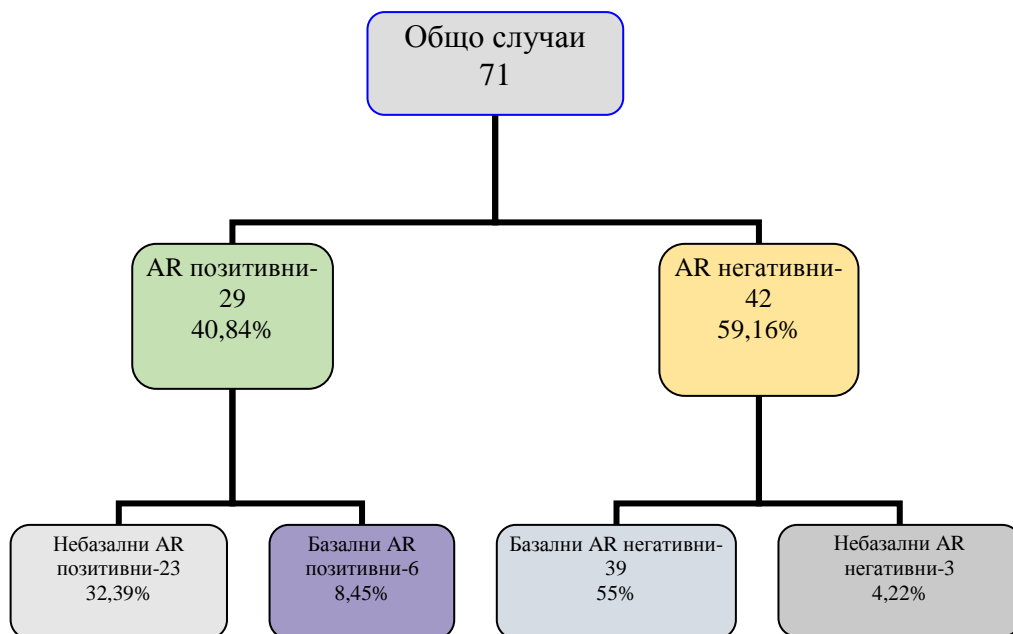 Общо случаи
71
AR позитивни-
29
40,84%
AR негативни-
42
59,16%
Небазални AR
позитивни-23
32,39%
Базални AR
позитивни-6
8,45%
Базални AR негативни-
39
55%
Небазални AR
негативни-3
4,22%